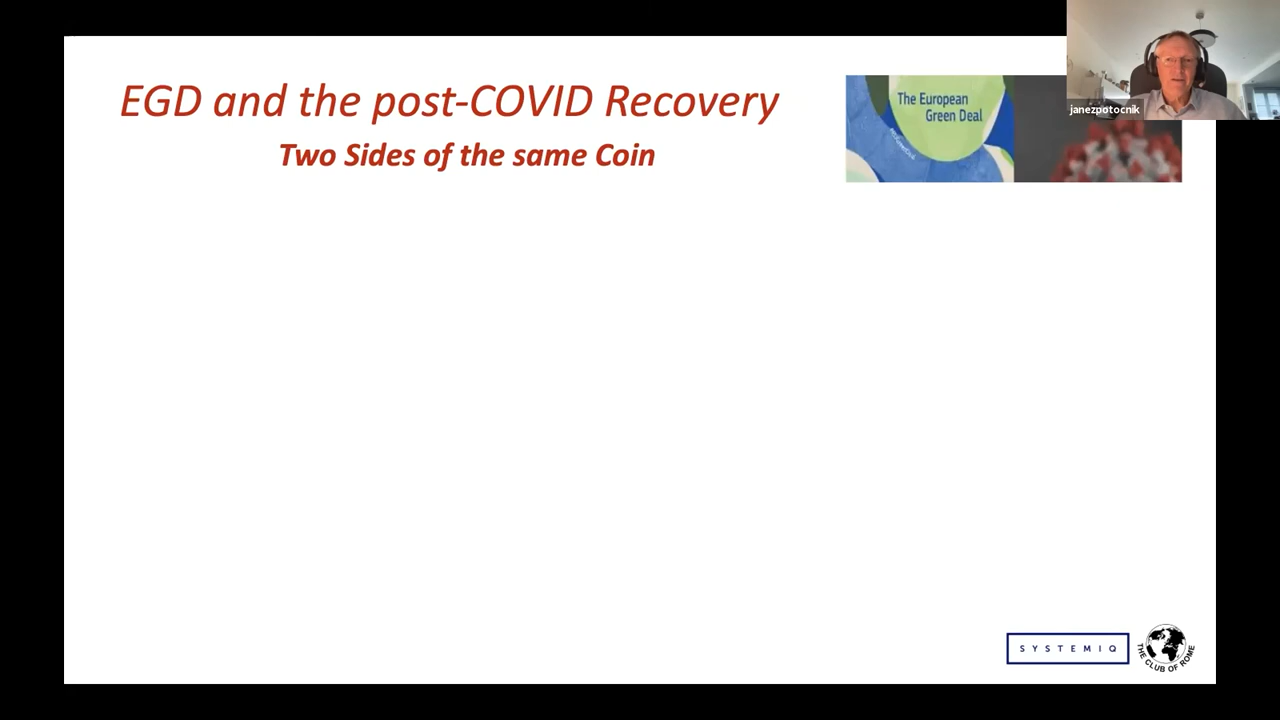 EGD and the post-COVID Recovery
Two Sides of the same Coin
The European
Green Deal
janezpotocnik
SYSTEMIQ
THE CLUB OF ROME